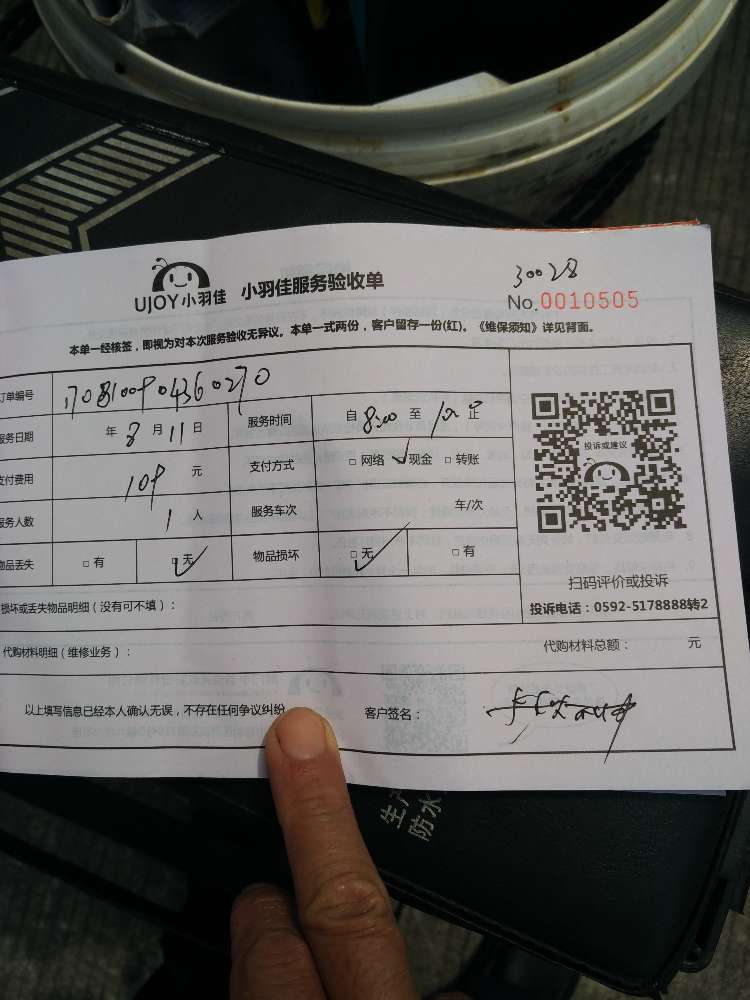 30028
UJOY小羽佳 小羽佳服务验收单 No.0010505
本单一经核签，即视为对本次服务验收无异议。本单一式两份，客户留存一份(红)。《维保须知》详见背面。
订单编号 1708100904360270
服务日期 年 8 月 11 日 服务时间 自 8:00 至 正
支付费用 109 元 支付方式 □ 网络 ✓ 现金 □ 转账
服务人数 1 人 服务车次 车/次
物品丢失 □ 有 □ 无 ✓ 物品损坏 □ 无 ✓ □ 有
投诉或建议
扫码评价或投诉
投诉电话：0592-5178888转2
损坏或丢失物品明细（没有可不填）：
代购材料明细（维修业务）： 代购材料总额： 元
以上填写信息已经本人确认无误，不存在任何争议纠纷 客户签名：
生产
防水